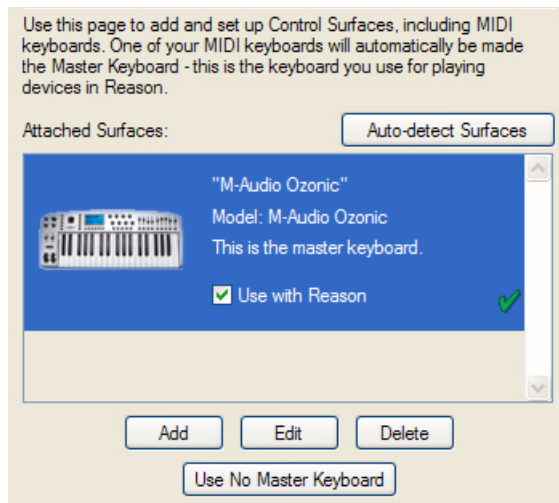 Use this page to add and set up Control Surfaces, including MIDI
keyboards. One of your MIDI keyboards will automatically be made
the Master Keyboard - this is the keyboard you use for playing
devices in Reason.
Attached Surfaces:
Auto-detect Surfaces
"M-Audio Ozonic"
Model: M-Audio Ozonic
This is the master keyboard.
Use with Reason
Add
Edit
Delete
Use No Master Keyboard